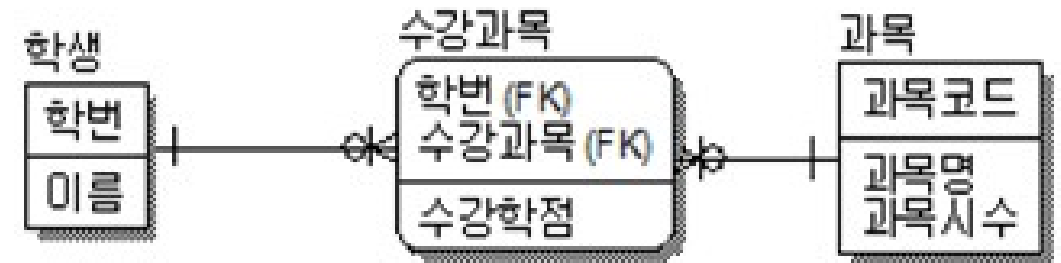 학생
학번
이름
수강과목
학번 (FK)
수강과목 (FK)
수강학점
과목
과목코드
과목명
과목시수